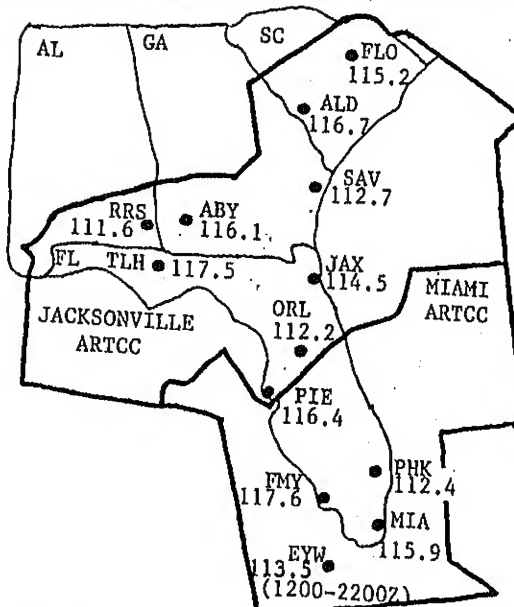 AL
GA
SC
FLO
115.2
ALD
116.7
SAV
112.7
RRS
111.6
ABY
116.1
FL
TLH
117.5
JAX
114.5
MIAMI
ARTCC
JACKSONVILLE
ARTCC
ORL
112.2
PIE
116.4
PHK
112.4
FMY
117.6
MIA
115.9
EYW
113.5
(1200-2200Z)